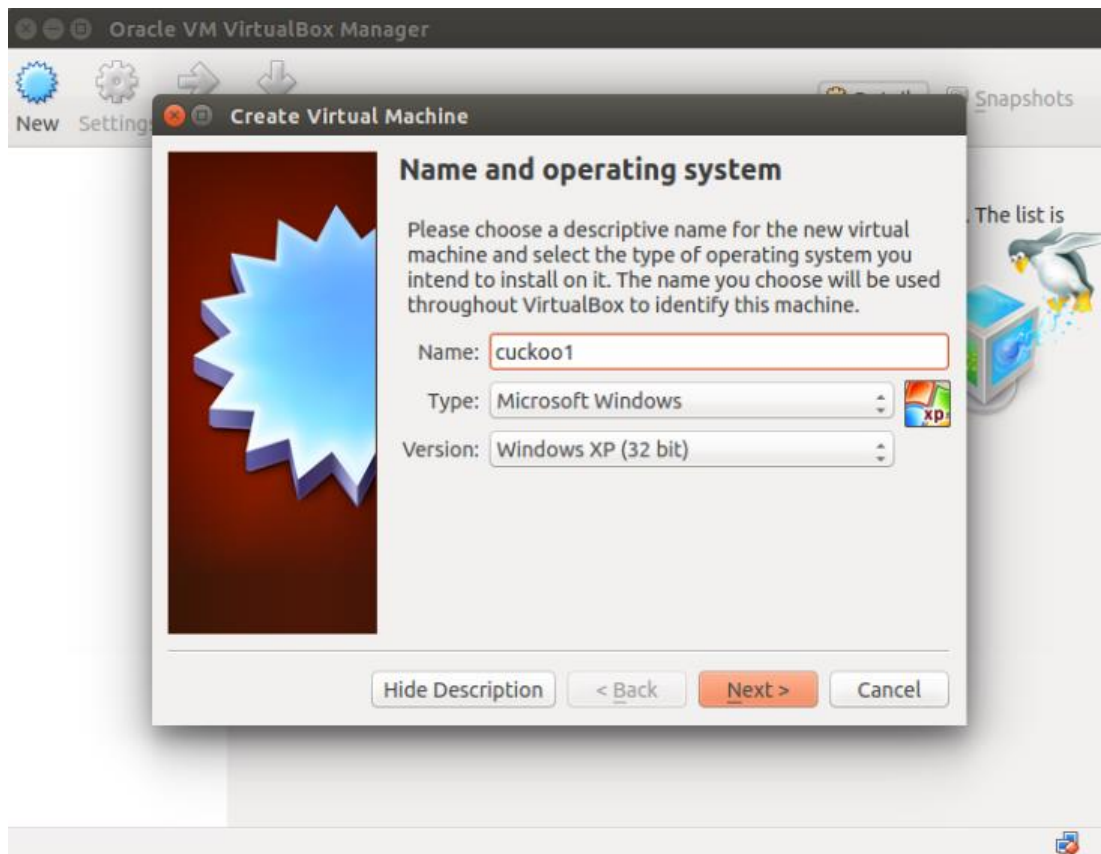 Oracle VM VirtualBox Manager
New
Setting
Snapshots
Create Virtual Machine
Name and operating system
. The list is
Please choose a descriptive name for the new virtual
machine and select the type of operating system you
intend to install on it. The name you choose will be used
throughout VirtualBox to identify this machine.
Name: cuckoo1
Type: Microsoft Windows
xp
Version: Windows XP (32 bit)
Hide Description < Back Next > Cancel